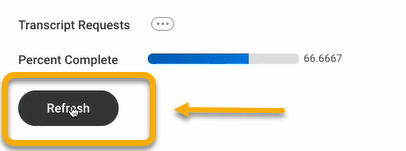 Transcript Requests
Percent Complete 66.6667
Refresh